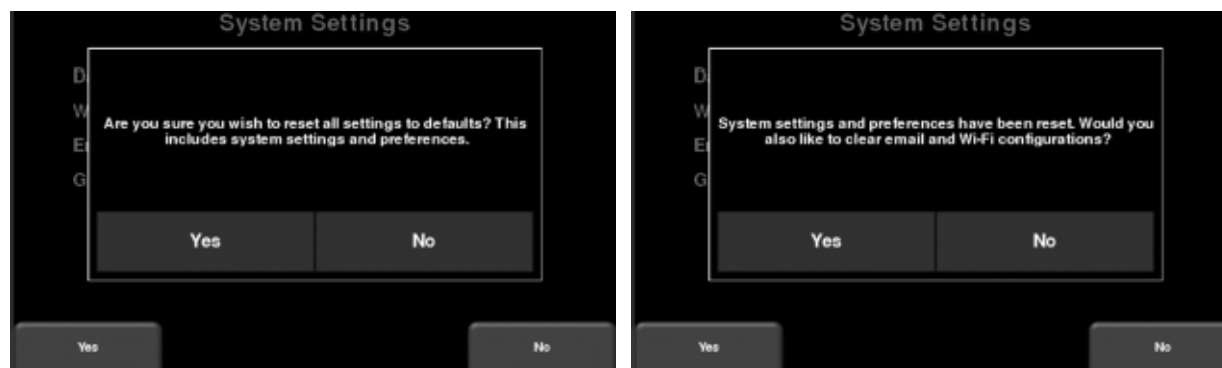 System Settings
D
W
Er
G
Are you sure you wish to reset all settings to defaults? This
includes system settings and preferences.
Yes No
Yes No
System Settings
D
W
Er
G
System settings and preferences have been reset. Would you
also like to clear email and Wi-Fi configurations?
Yes No
Yes No